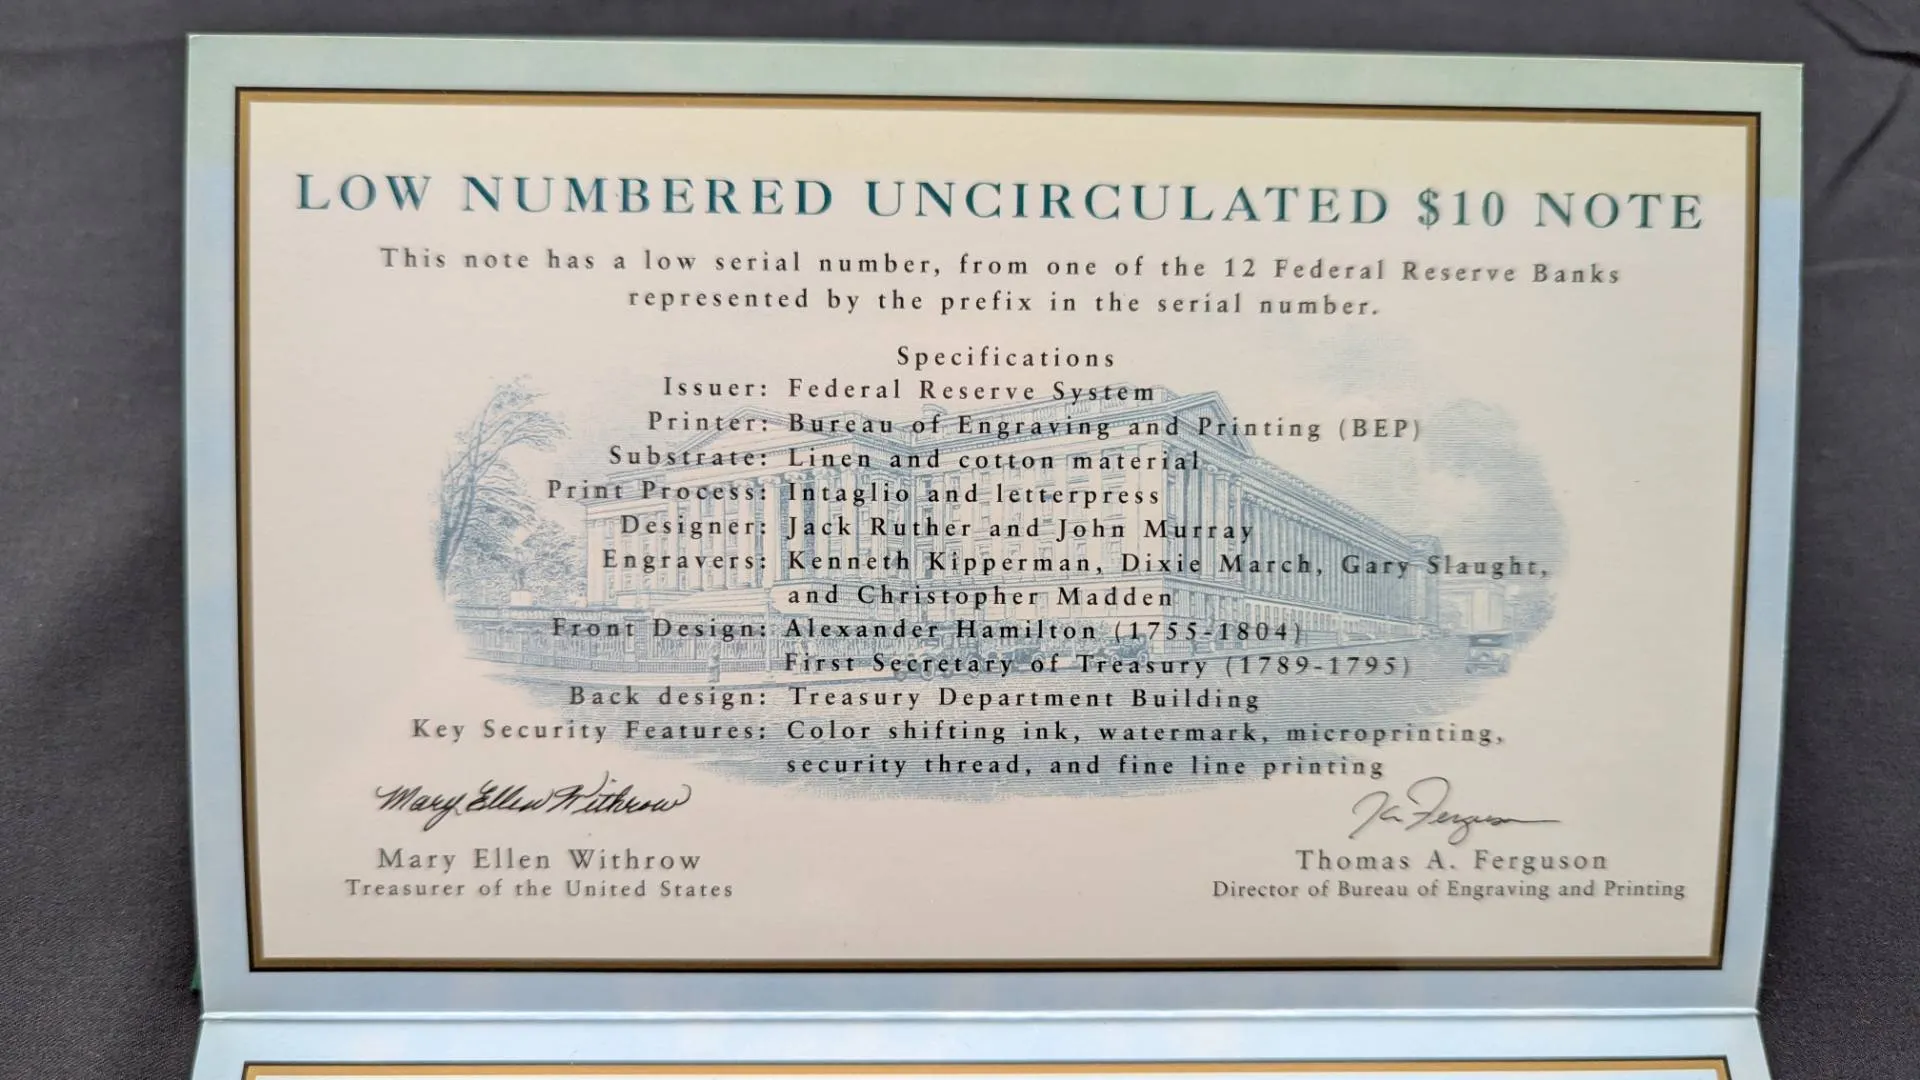 LOW NUMBERED UNCIRCULATED $10 NOTE
This note has a low serial number, from one of the 12 Federal Reserve Banks
represented by the prefix in the serial number.
Specifications
Issuer: Federal Reserve System
Printer: Bureau of Engraving and Printing (BEP)
Substrate: Linen and cotton material
Print Process: Intaglio and letterpress
Designer: Jack Ruther and John Murray
Engravers: Kenneth Kipperman, Dixie March, Gary Slaught,
and Christopher Madden
Front Design: Alexander Hamilton (1755-1804)
First Secretary of Treasury (1789-1795)
Back design: Treasury Department Building
Key Security Features: Color shifting ink, watermark, microprinting,
security thread, and fine line printing
Mary Ellen Withrow
Mary Ellen Withrow
Treasurer of the United States
Thomas A. Ferguson
Director of Bureau of Engraving and Printing